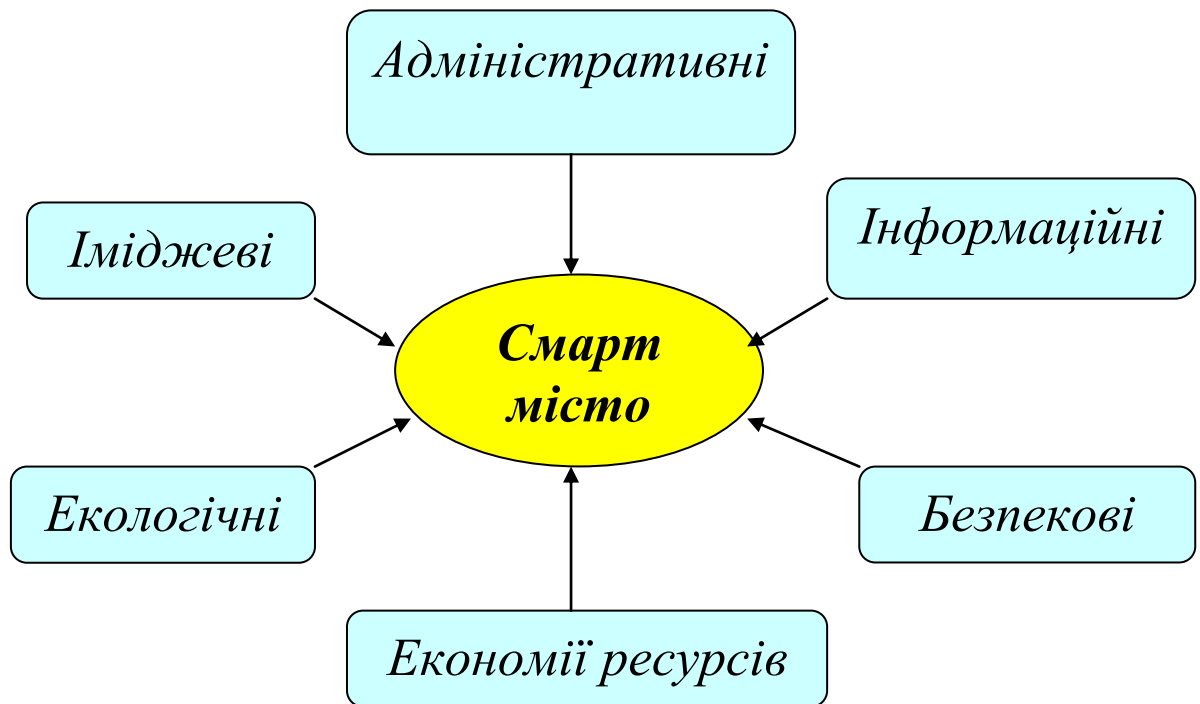 Адміністративні
Іміджеві
Інформаційні
Смарт
місто
Екологічні
Безпекові
Економії ресурсів